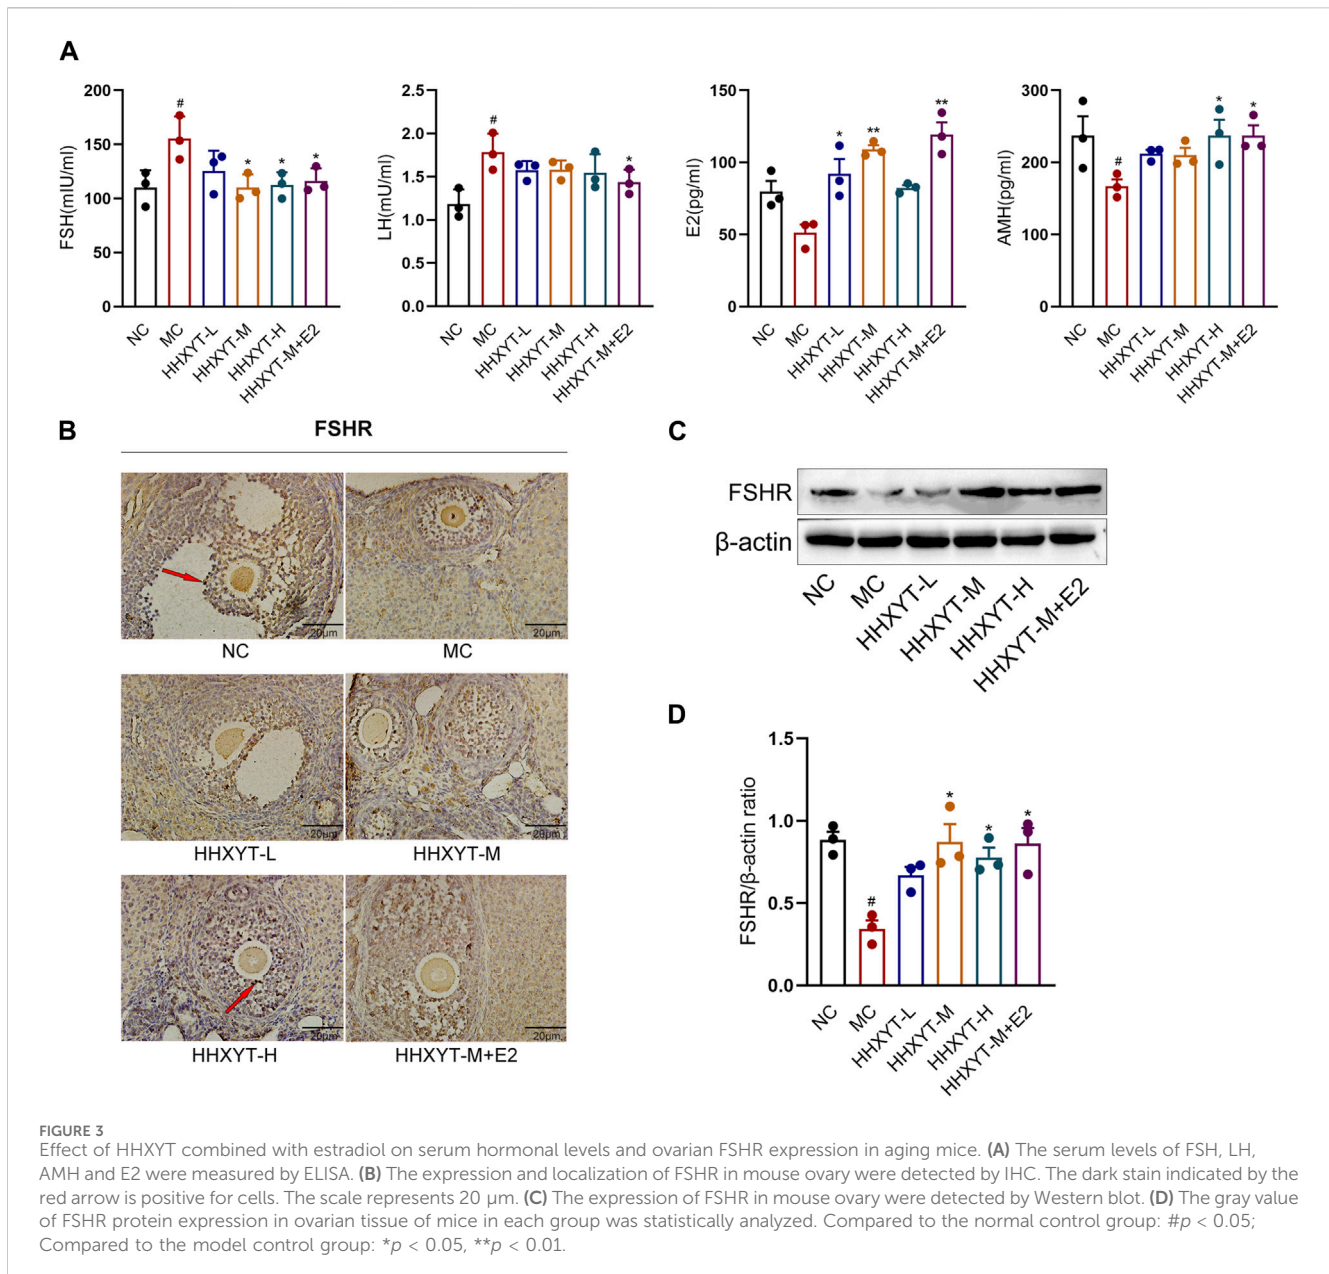 A
FSH(mIU/ml)
200
150
100
50
0
#
*
*
*
NC
MC
HHXYT-L
HHXYT-M
HHXYT-H
HHXYT-M+E2
LH(mU/ml)
2.5
2.0
1.5
1.0
0.5
0.0
#
*
NC
MC
HHXYT-L
HHXYT-M
HHXYT-H
HHXYT-M+E2
E2(pg/ml)
150
100
50
0
*
**
**
NC
MC
HHXYT-L
HHXYT-M
HHXYT-H
HHXYT-M+E2
AMH(pg/ml)
300
200
100
0
#
*
*
NC
MC
HHXYT-L
HHXYT-M
HHXYT-H
HHXYT-M+E2
B
FSHR
20μm
20μm
NC
MC
20μm
20μm
HHXYT-L
HHXYT-M
20μm
20μm
HHXYT-H
HHXYT-M+E2
C
FSHR
β-actin
NC
MC
HHXYT-L
HHXYT-M
HHXYT-H
HHXYT-M+E2
D
FSHR/β-actin ratio
1.5
1.0
0.5
0.0
#
*
*
*
NC
MC
HHXYT-L
HHXYT-M
HHXYT-H
HHXYT-M+E2
FIGURE 3
Effect of HHXYT combined with estradiol on serum hormonal levels and ovarian FSHR expression in aging mice. (A) The serum levels of FSH, LH,
AMH and E2 were measured by ELISA. (B) The expression and localization of FSHR in mouse ovary were detected by IHC. The dark stain indicated by the
red arrow is positive for cells. The scale represents 20 μm. (C) The expression of FSHR in mouse ovary were detected by Western blot. (D) The gray value
of FSHR protein expression in ovarian tissue of mice in each group was statistically analyzed. Compared to the normal control group: #p < 0.05;
Compared to the model control group: *p < 0.05, **p < 0.01.